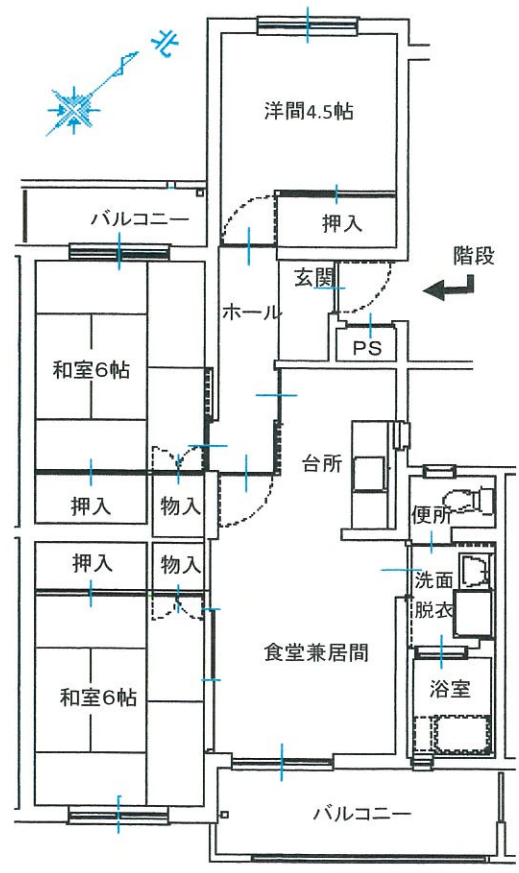 北
洋間4.5帖
押入
バルコニー
玄関
階段
ホール
PS
和室6帖
台所
押入
物入
便所
押入
物入
洗面
脱衣
食堂兼居間
和室6帖
浴室
バルコニー